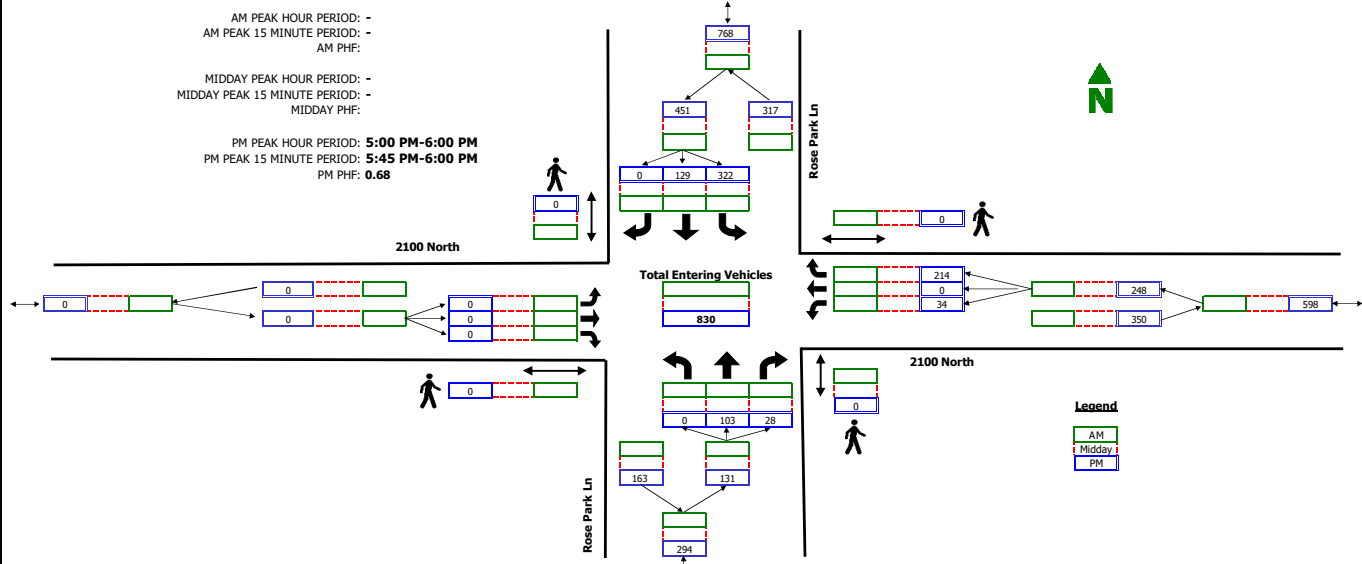 AM PEAK HOUR PERIOD: -
AM PEAK 15 MINUTE PERIOD: -
AM PHF:
MIDDAY PEAK HOUR PERIOD: -
MIDDAY PEAK 15 MINUTE PERIOD: -
MIDDAY PHF:
PM PEAK HOUR PERIOD: 5:00 PM-6:00 PM
PM PEAK 15 MINUTE PERIOD: 5:45 PM-6:00 PM
PM PHF: 0.68
768
451 317
0 129 322
N
Rose Park Ln
0
0
2100 North
Total Entering Vehicles
830
0
0
0
0
0
0
214
0
34
248
350
598
2100 North
0
0
0 103 28
163 131
294
Rose Park Ln
Legend
AM
Midday
PM